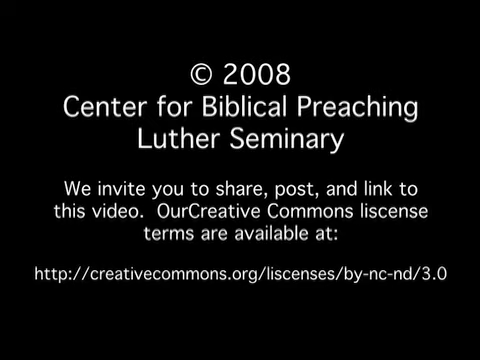 © 2008
Center for Biblical Preaching
Luther Seminary
We invite you to share, post, and link to
this video.  OurCreative Commons liscense
terms are available at:
http://creativecommons.org/liscenses/by-nc-nd/3.0